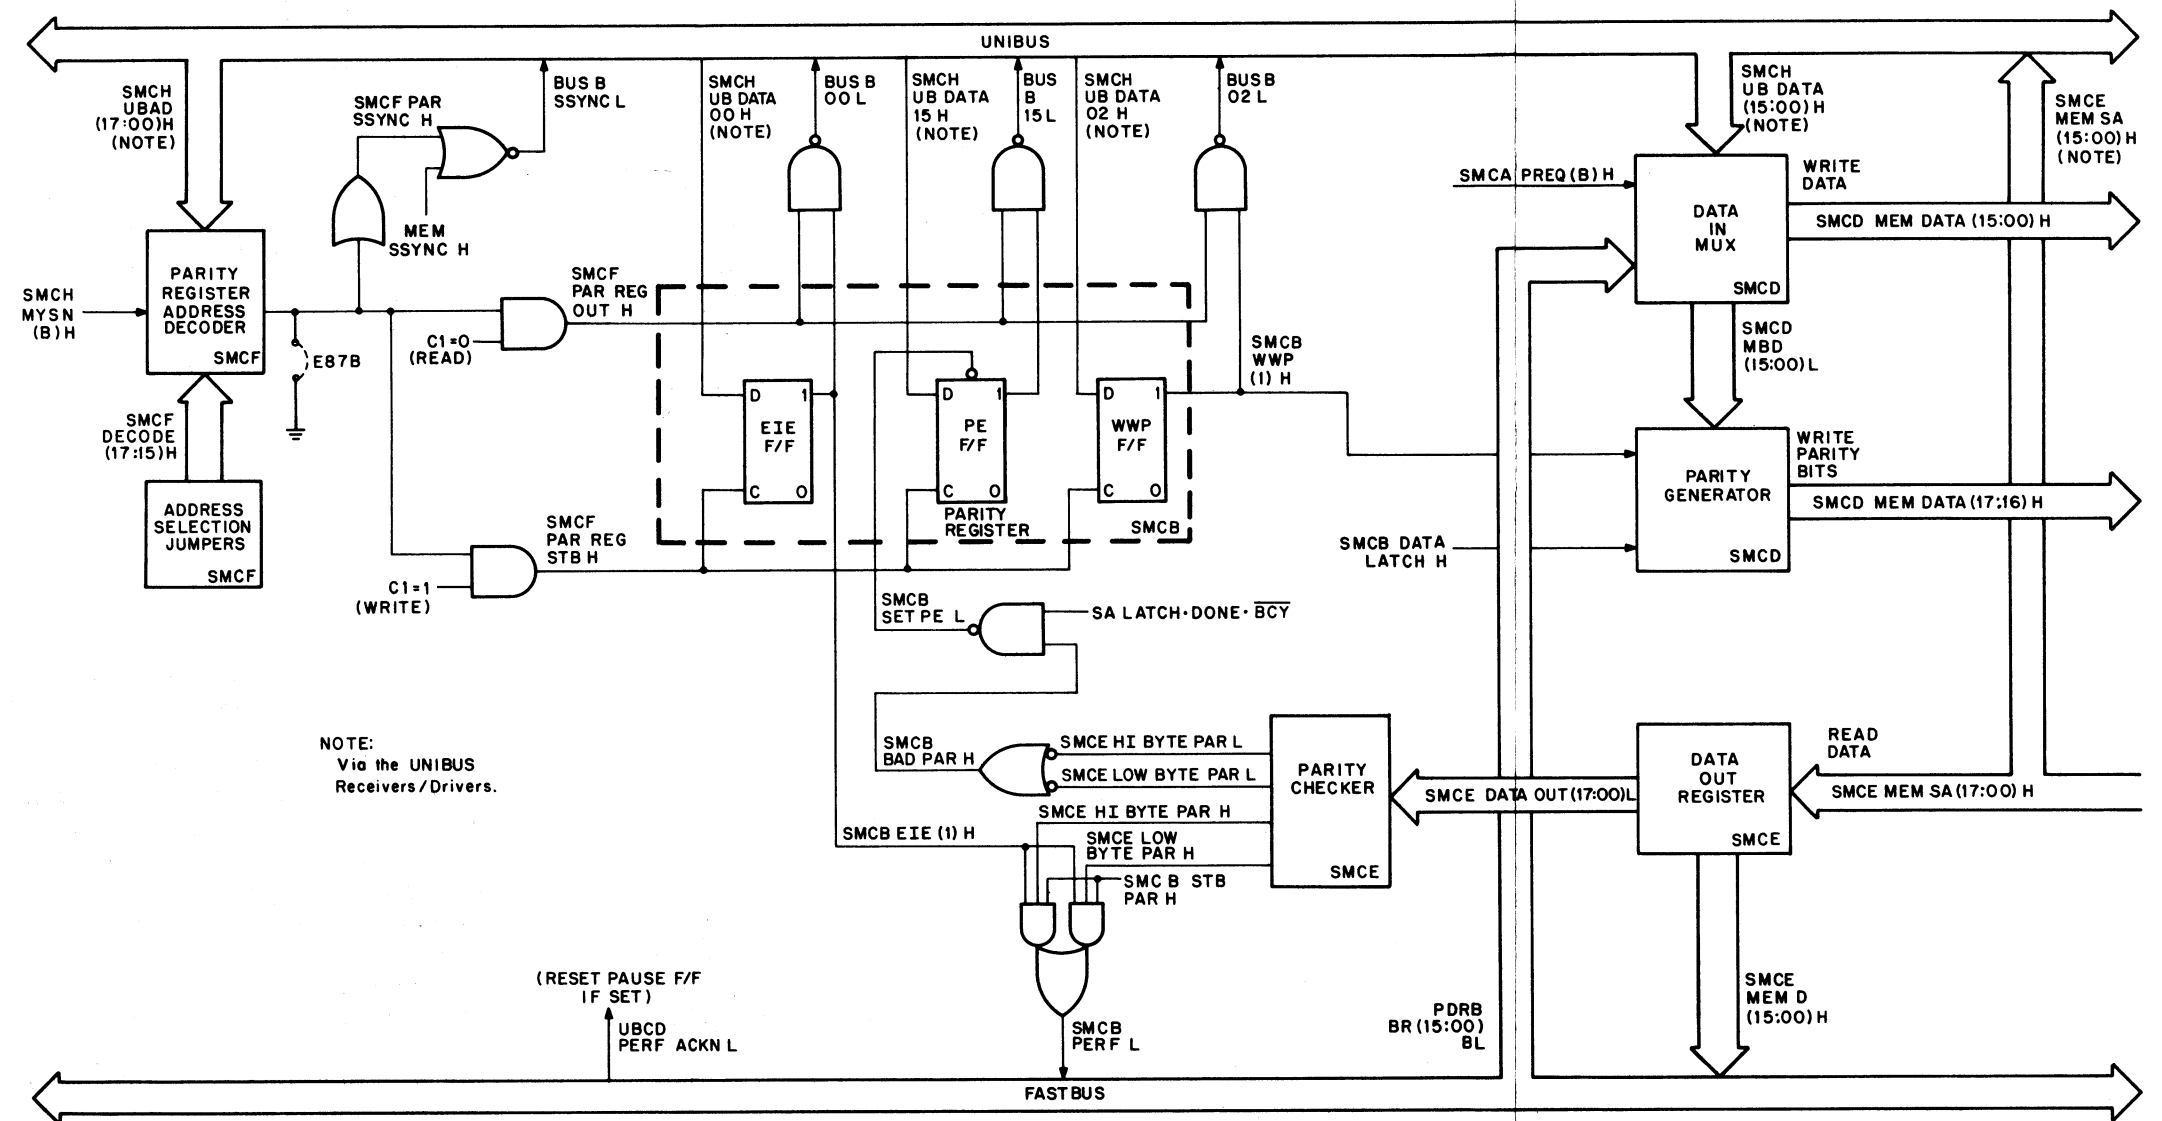 UNIBUS
SMCH
UBAD
(17:00)H
(NOTE)
SMCF PAR
SSYNC H
BUS B
SSYNC L
MEM
SSYNC H
SMCH
UB DATA
00 H
(NOTE)
BUS B
00 L
SMCH
UB DATA
15 H
(NOTE)
BUS
B
15 L
SMCH
UB DATA
02 H
(NOTE)
BUS B
02 L
SMCH
UB DATA
(15:00) H
(NOTE)
SMCE
MEM SA
(15:00) H
(NOTE)
SMCA PREQ (B) H
DATA
IN
MUX
SMCD
WRITE
DATA
SMCD MEM DATA (15:00) H
SMCH
MYSN
(B) H
PARITY
REGISTER
ADDRESS
DECODER
SMCF
E87B
C1=0
(READ)
SMCF
PAR REG
OUT H
SMCB
WWP
(1) H
SMCD
MBD
(15:00) L
SMCF
DECODE
(17:15)H
ADDRESS
SELECTION
JUMPERS
SMCF
D 1
EIE
F/F
C O
D 1
PE
F/F
C O
D 1
WWP
F/F
C O
PARITY
REGISTER
SMCB
SMCF
PAR REG
STB H
C1=1
(WRITE)
PARITY
GENERATOR
SMCD
WRITE
PARITY
BITS
SMCD MEM DATA (17:16) H
SMCB DATA
LATCH H
SMCB
SET PE L
SA LATCH·DONE·B̅C̅Y̅
NOTE:
Via the UNIBUS
Receivers/Drivers.
SMCB
BAD PAR H
SMCE HI BYTE PAR L
SMCE LOW BYTE PAR L
SMCE HI BYTE PAR H
SMCE LOW
BYTE PAR H
SMCB EIE (1) H
SMC B STB
PAR H
PARITY
CHECKER
SMCE
SMCE DATA OUT (17:00)L
DATA
OUT
REGISTER
SMCE
READ
DATA
SMCE MEM SA (17:00) H
(RESET PAUSE F/F
IF SET)
UBCD
PERF ACKN L
SMCB
PERF L
PDRB
BR (15:00)
BL
SMCE
MEM D
(15:00) H
FASTBUS